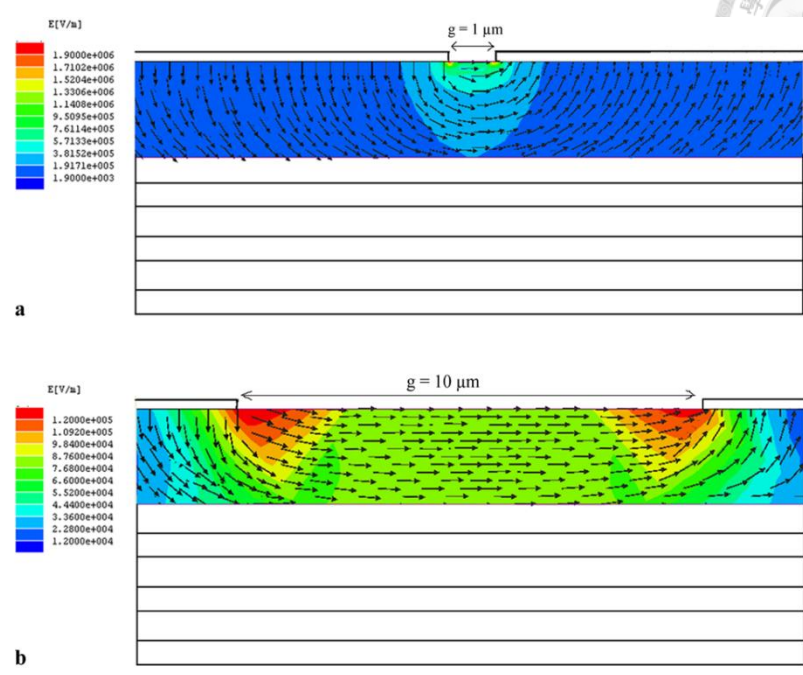 E[V/m]
g = 1 μm
1.9000e+006
1.7102e+006
1.5204e+006
1.3306e+006
1.1408e+006
9.5095e+005
7.6114e+005
5.7133e+005
3.8152e+005
1.9171e+005
1.9000e+003
a
E[V/m]
g = 10 μm
1.2000e+005
1.0920e+005
9.8400e+004
8.7600e+004
7.6800e+004
6.6000e+004
5.5200e+004
4.4400e+004
3.3600e+004
2.2800e+004
1.2000e+004
b